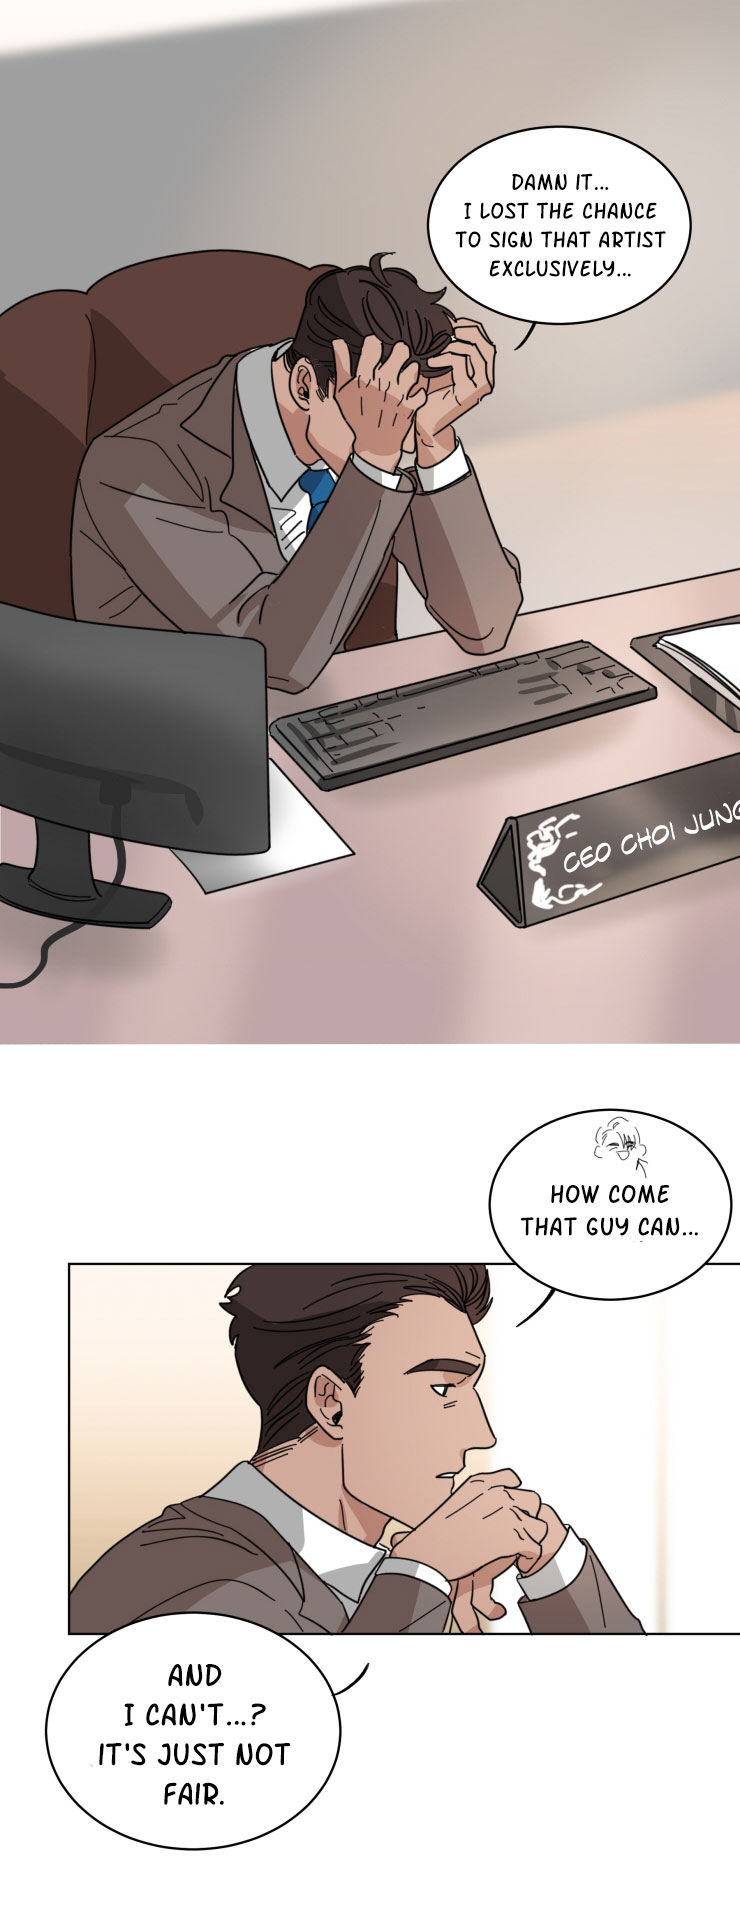 DAMN IT...
I LOST THE CHANCE
TO SIGN THAT ARTIST
EXCLUSIVELY...
CEO CHOI JUNG
HOW COME
THAT GUY CAN...
AND
I CAN'T...?
IT'S JUST NOT
FAIR.